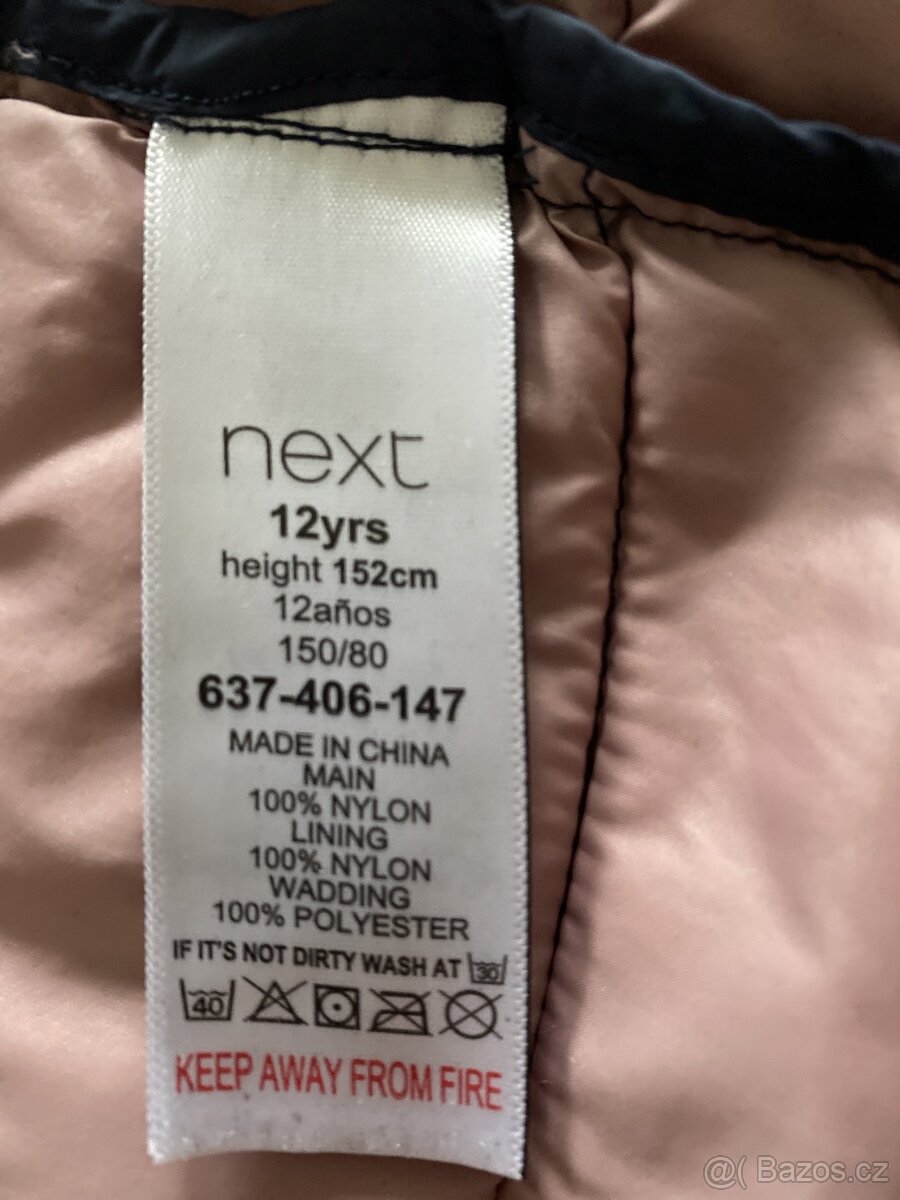 next
12yrs
height 152cm
12años
150/80
637-406-147
MADE IN CHINA
MAIN
100% NYLON
LINING
100% NYLON
WADDING
100% POLYESTER
IF IT'S NOT DIRTY WASH AT 30
40
KEEP AWAY FROM FIRE
@( Bazos.cz